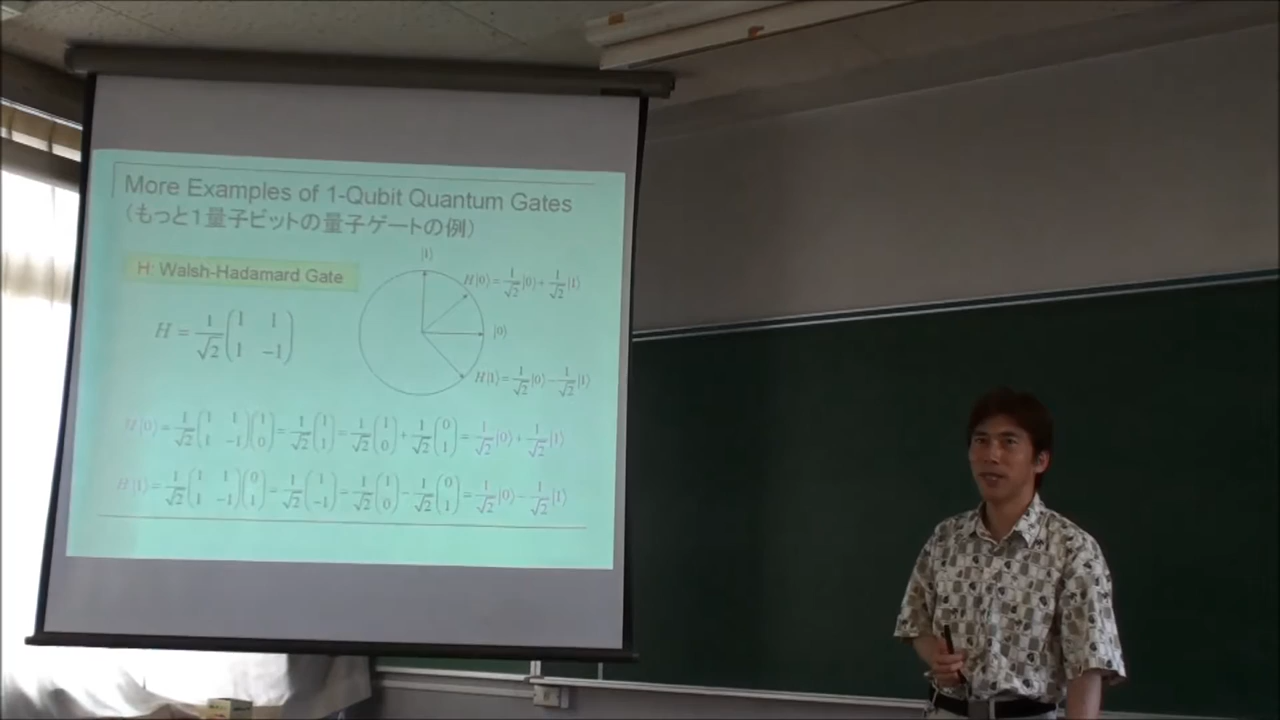 More Examples of 1-Qubit Quantum Gates
(もっと1量子ビットの量子ゲートの例)
H: Walsh-Hadamard Gate
|1⟩
H|0⟩ = 1/√2 |0⟩ + 1/√2 |1⟩
H = 1/√2 (1 1; 1 −1)
|0⟩
H|1⟩ = 1/√2 |0⟩ − 1/√2 |1⟩
H|0⟩ = 1/√2 (1 1; 1 −1) (1; 0) = 1/√2 (1; 1) = 1/√2 (1; 0) + 1/√2 (0; 1) = 1/√2 |0⟩ + 1/√2 |1⟩
H|1⟩ = 1/√2 (1 1; 1 −1) (0; 1) = 1/√2 (1; −1) = 1/√2 (1; 0) − 1/√2 (0; 1) = 1/√2 |0⟩ − 1/√2 |1⟩